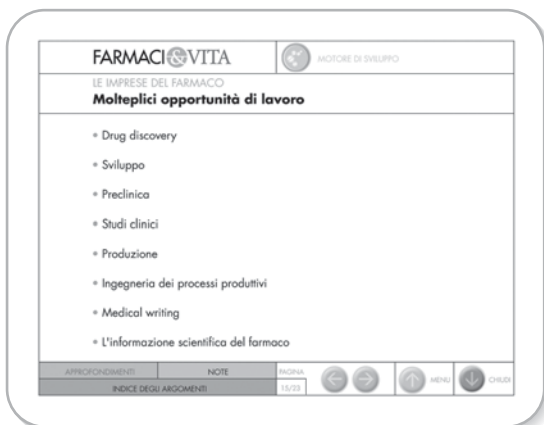 FARMACI&VITA
MOTORE DI SVILUPPO
LE IMPRESE DEL FARMACO
Molteplici opportunità di lavoro
• Drug discovery
• Sviluppo
• Preclinica
• Studi clinici
• Produzione
• Ingegneria dei processi produttivi
• Medical writing
• L'informazione scientifica del farmaco
APPROFONDIMENTI NOTE PAGINA
INDICE DEGLI ARGOMENTI 15/23
MENU CHIUDI